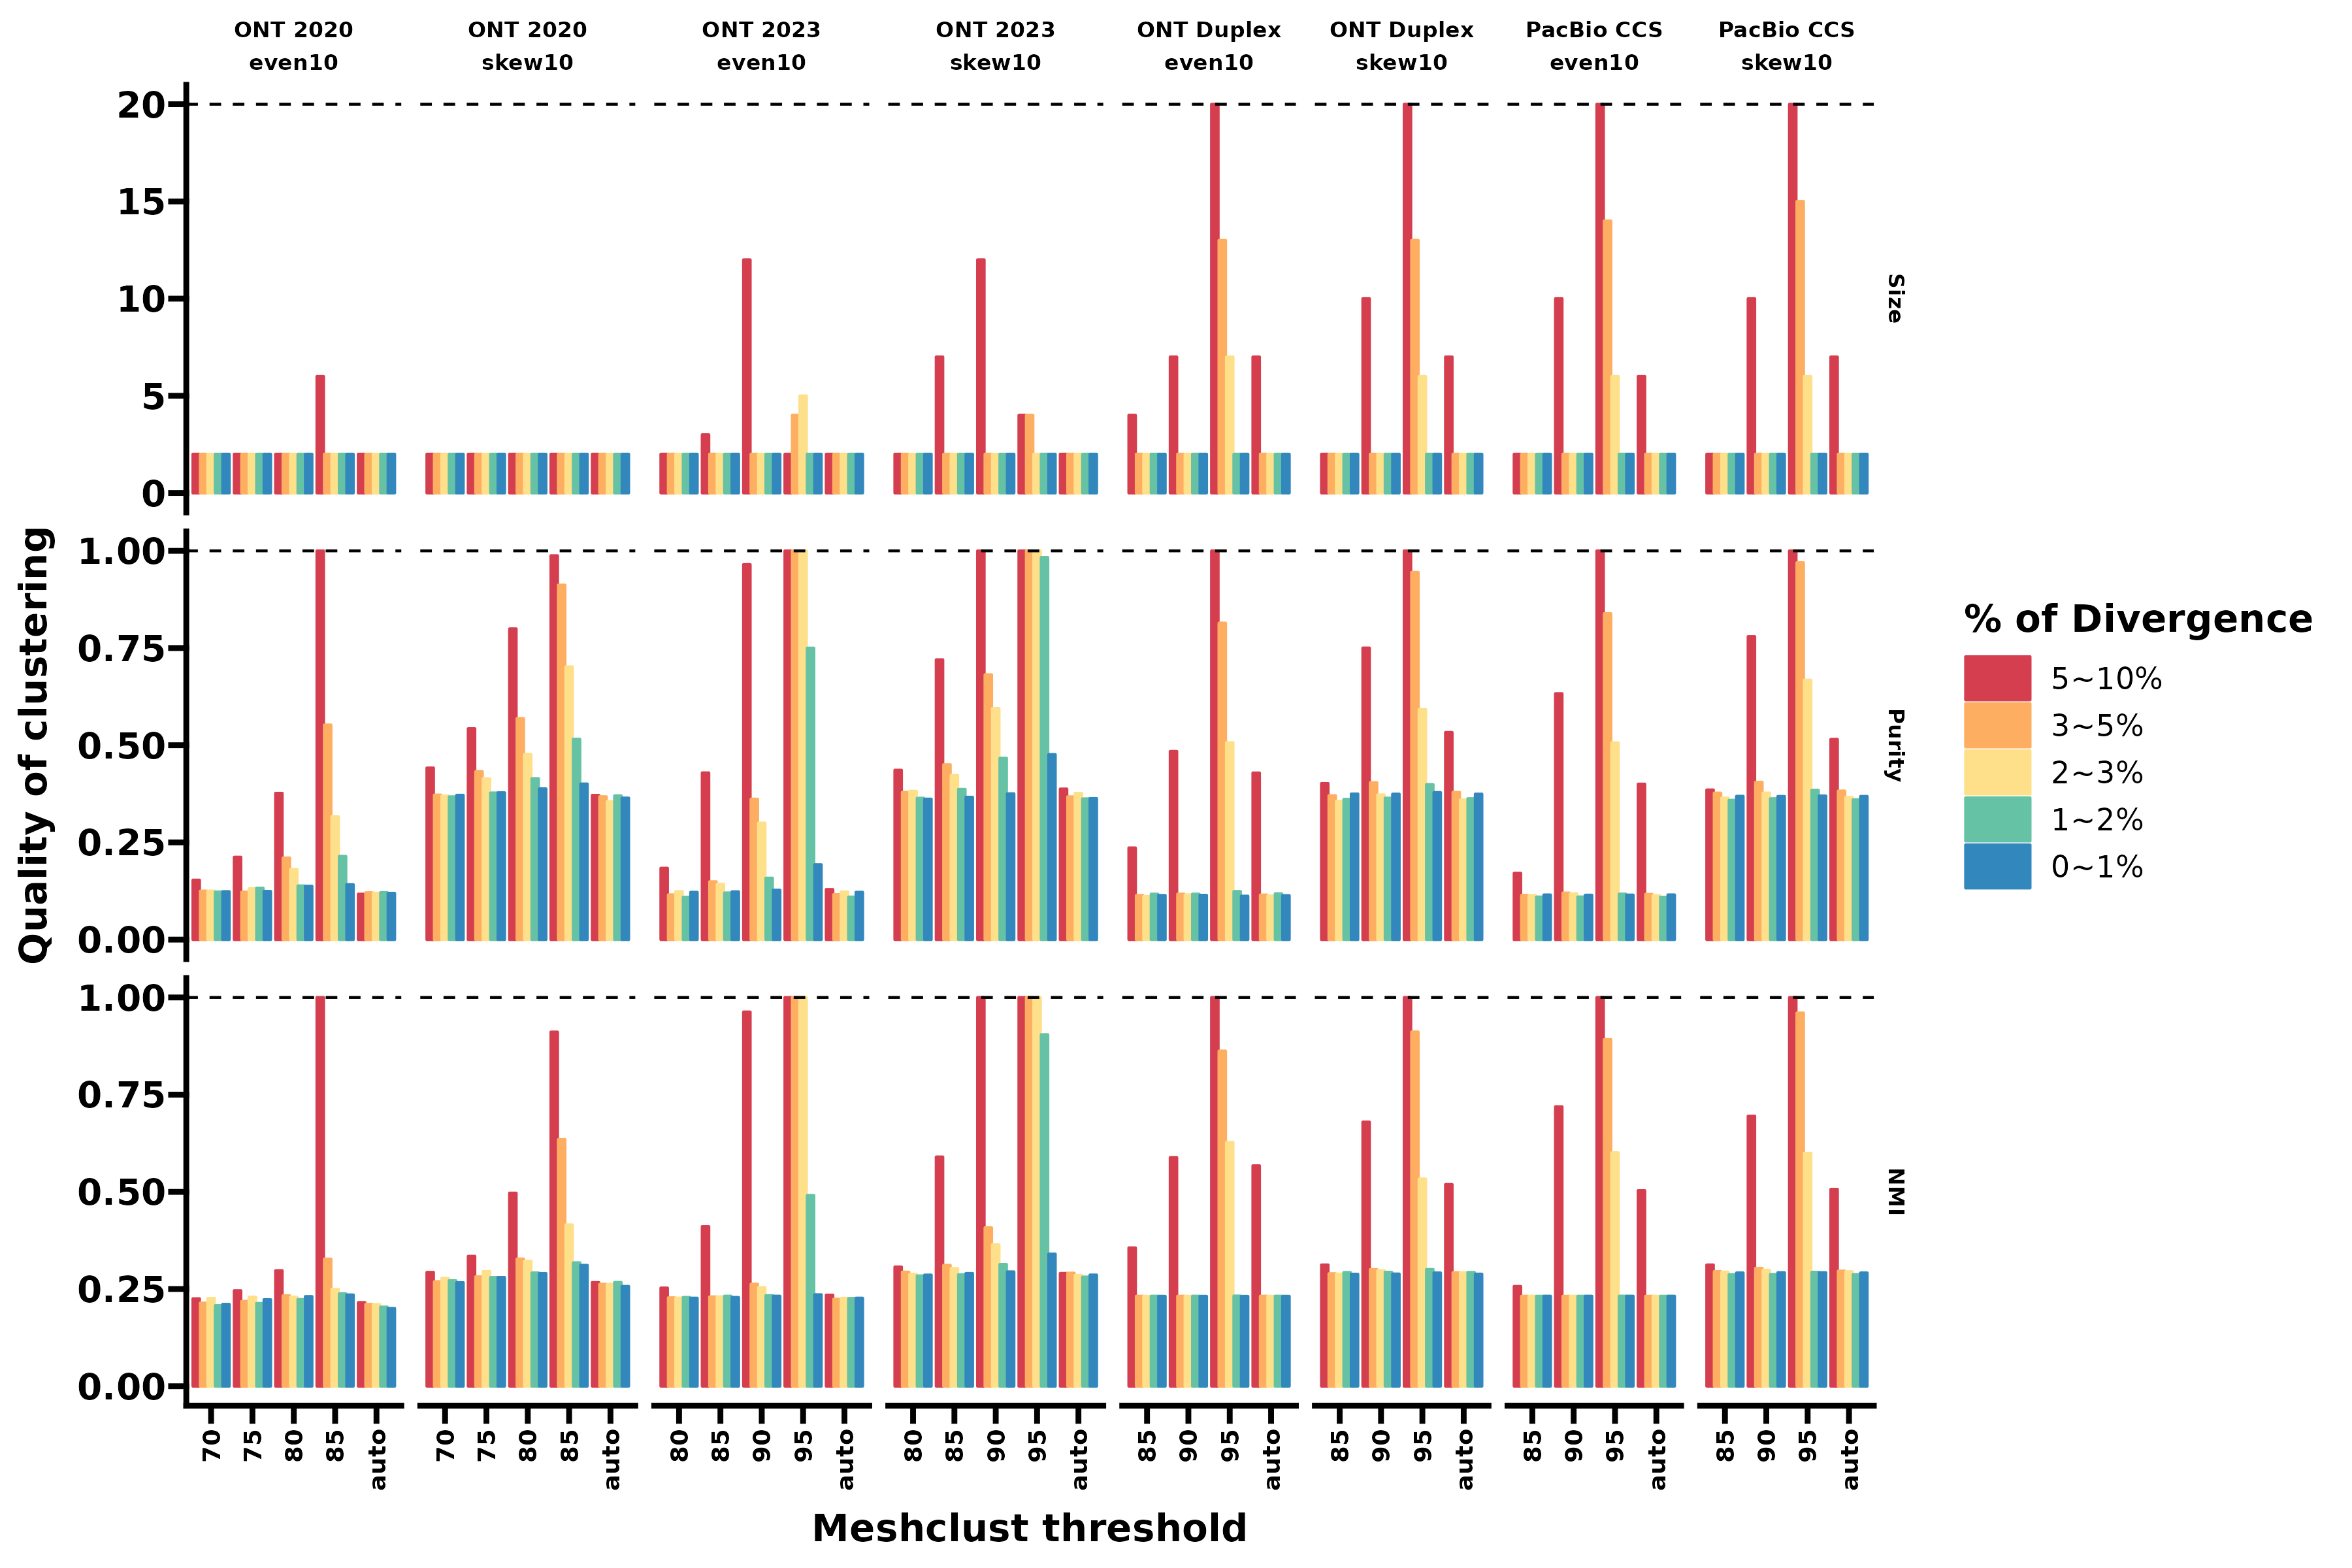 ONT 2020 ONT 2020 ONT 2023 ONT 2023 ONT Duplex ONT Duplex PacBio CCS PacBio CCS
even10 skew10 even10 skew10 even10 skew10 even10 skew10
20
15
10
5
0
Size
1.00
0.75
0.50
0.25
0.00
Purity
1.00
0.75
0.50
0.25
0.00
NMI
Quality of clustering
70 75 80 85 auto 70 75 80 85 auto 80 85 90 95 auto 80 85 90 95 auto 85 90 95 auto 85 90 95 auto 85 90 95 auto 85 90 95 auto
Meshclust threshold
% of Divergence
5~10%
3~5%
2~3%
1~2%
0~1%